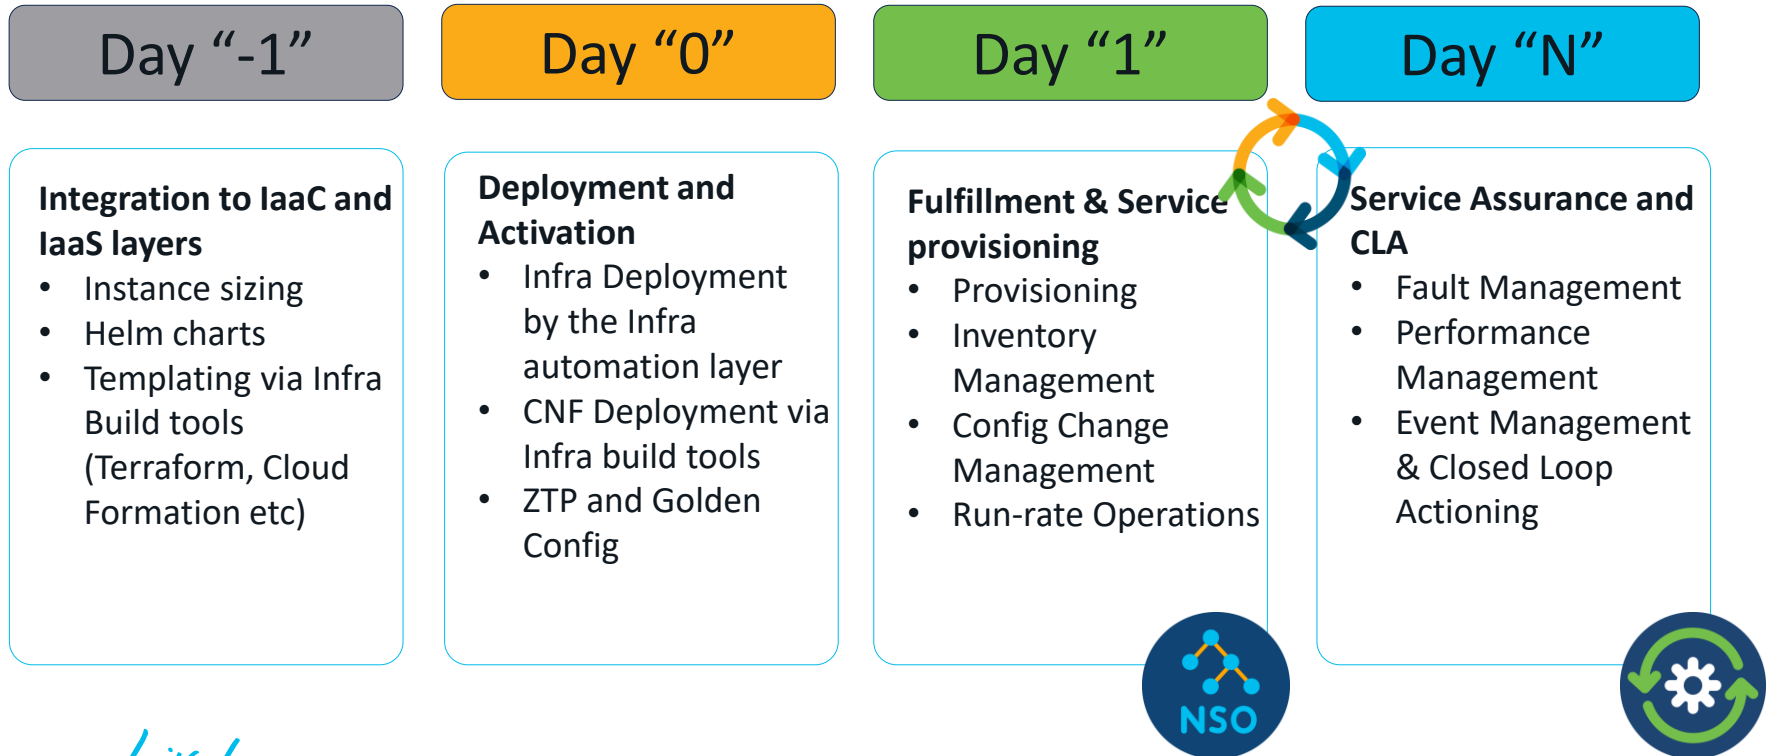 Day “-1”
Day “0”
Day “1”
Day “N”
Integration to IaaC and
IaaS layers
• Instance sizing
• Helm charts
• Templating via Infra
Build tools
(Terraform, Cloud
Formation etc)
Deployment and
Activation
• Infra Deployment
by the Infra
automation layer
• CNF Deployment via
Infra build tools
• ZTP and Golden
Config
Fulfillment & Service
provisioning
• Provisioning
• Inventory
Management
• Config Change
Management
• Run-rate Operations
NSO
Service Assurance and
CLA
• Fault Management
• Performance
Management
• Event Management
& Closed Loop
Actioning